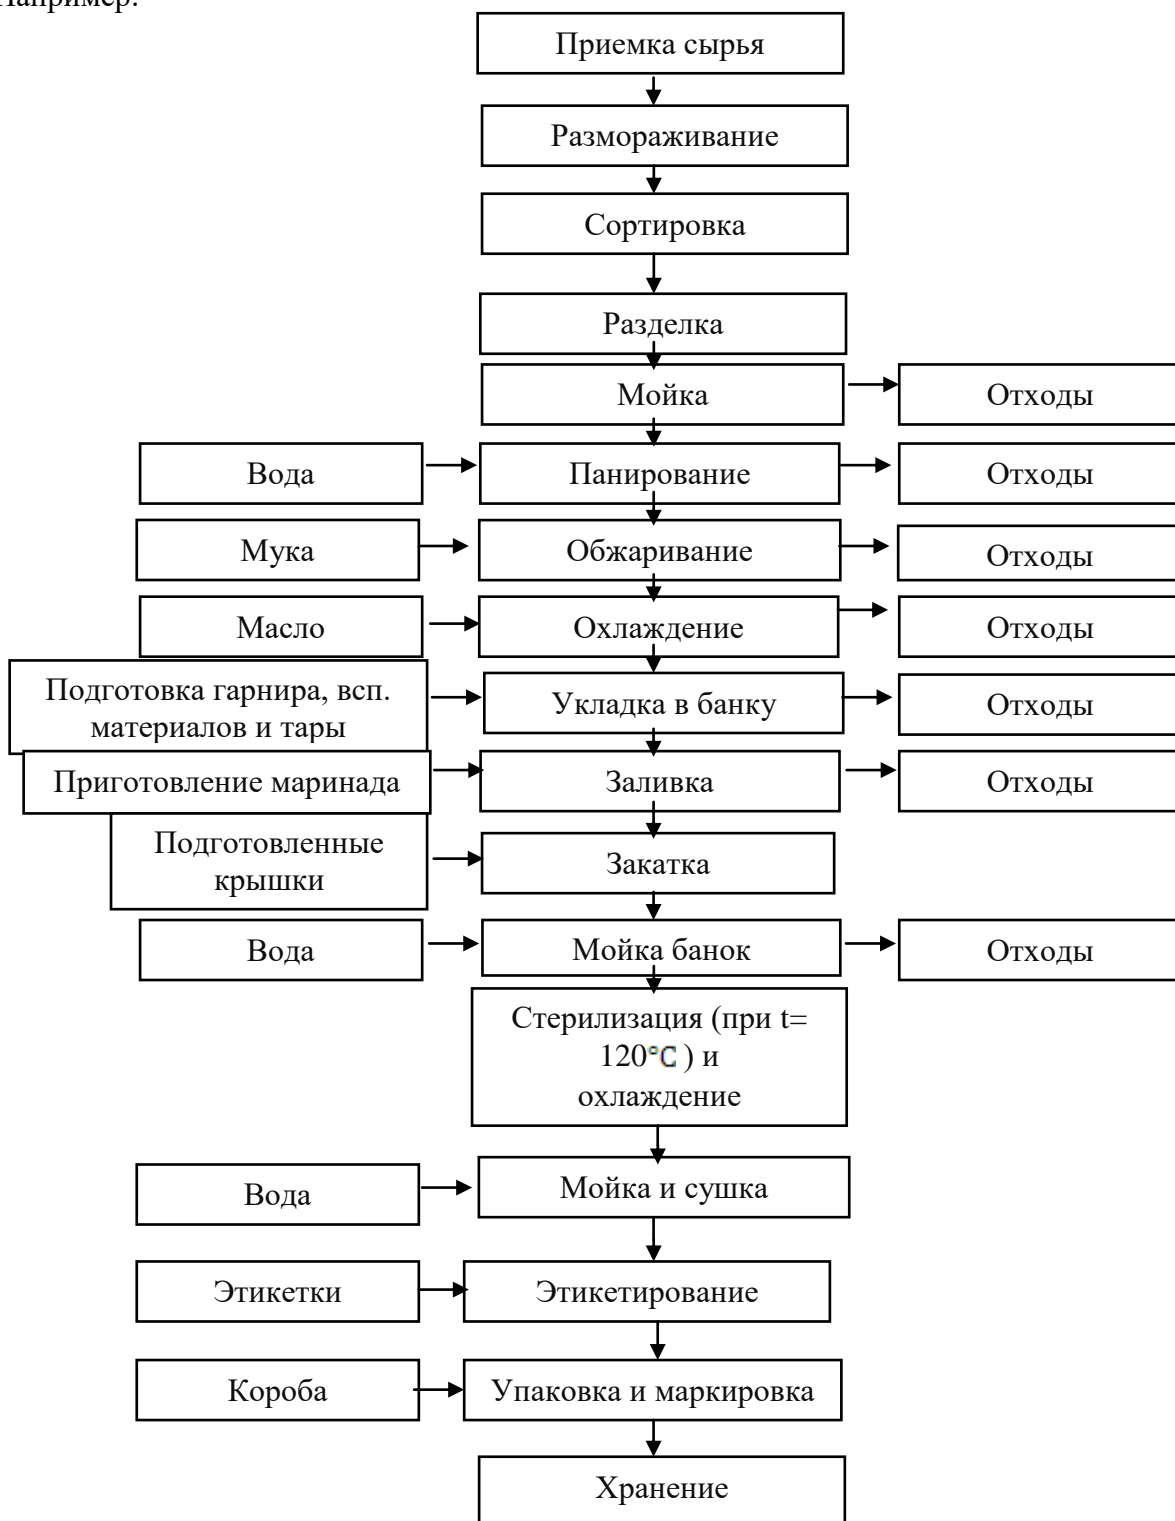 Например:
Приемка сырья
Размораживание
Сортировка
Разделка
Мойка
Отходы
Вода
Панирование
Отходы
Мука
Обжаривание
Отходы
Масло
Охлаждение
Отходы
Подготовка гарнира, всп.
материалов и тары
Укладка в банку
Отходы
Приготовление маринада
Заливка
Отходы
Подготовленные
крышки
Закатка
Вода
Мойка банок
Отходы
Стерилизация (при t=
120°C ) и
охлаждение
Вода
Мойка и сушка
Этикетки
Этикетирование
Короба
Упаковка и маркировка
Хранение